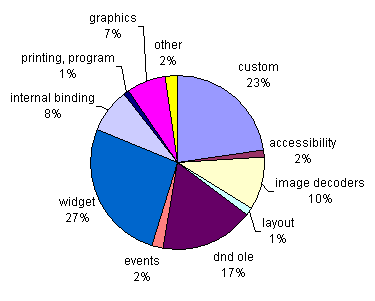 graphics
7%
other
2%
custom
23%
printing, program
1%
internal binding
8%
accessibility
2%
image decoders
10%
widget
27%
layout
1%
events
2%
dnd ole
17%